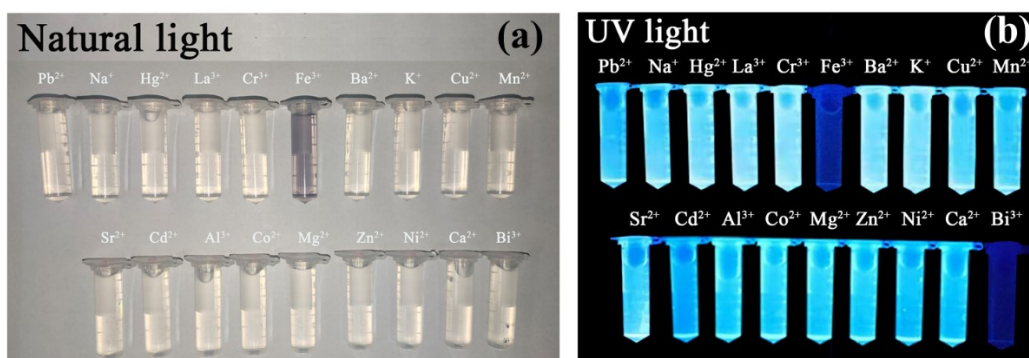 Natural light (a)
Pb²⁺ Na⁺ Hg²⁺ La³⁺ Cr³⁺ Fe³⁺ Ba²⁺ K⁺ Cu²⁺ Mn²⁺
Sr²⁺ Cd²⁺ Al³⁺ Co²⁺ Mg²⁺ Zn²⁺ Ni²⁺ Ca²⁺ Bi³⁺
UV light (b)
Pb²⁺ Na⁺ Hg²⁺ La³⁺ Cr³⁺ Fe³⁺ Ba²⁺ K⁺ Cu²⁺ Mn²⁺
Sr²⁺ Cd²⁺ Al³⁺ Co²⁺ Mg²⁺ Zn²⁺ Ni²⁺ Ca²⁺ Bi³⁺